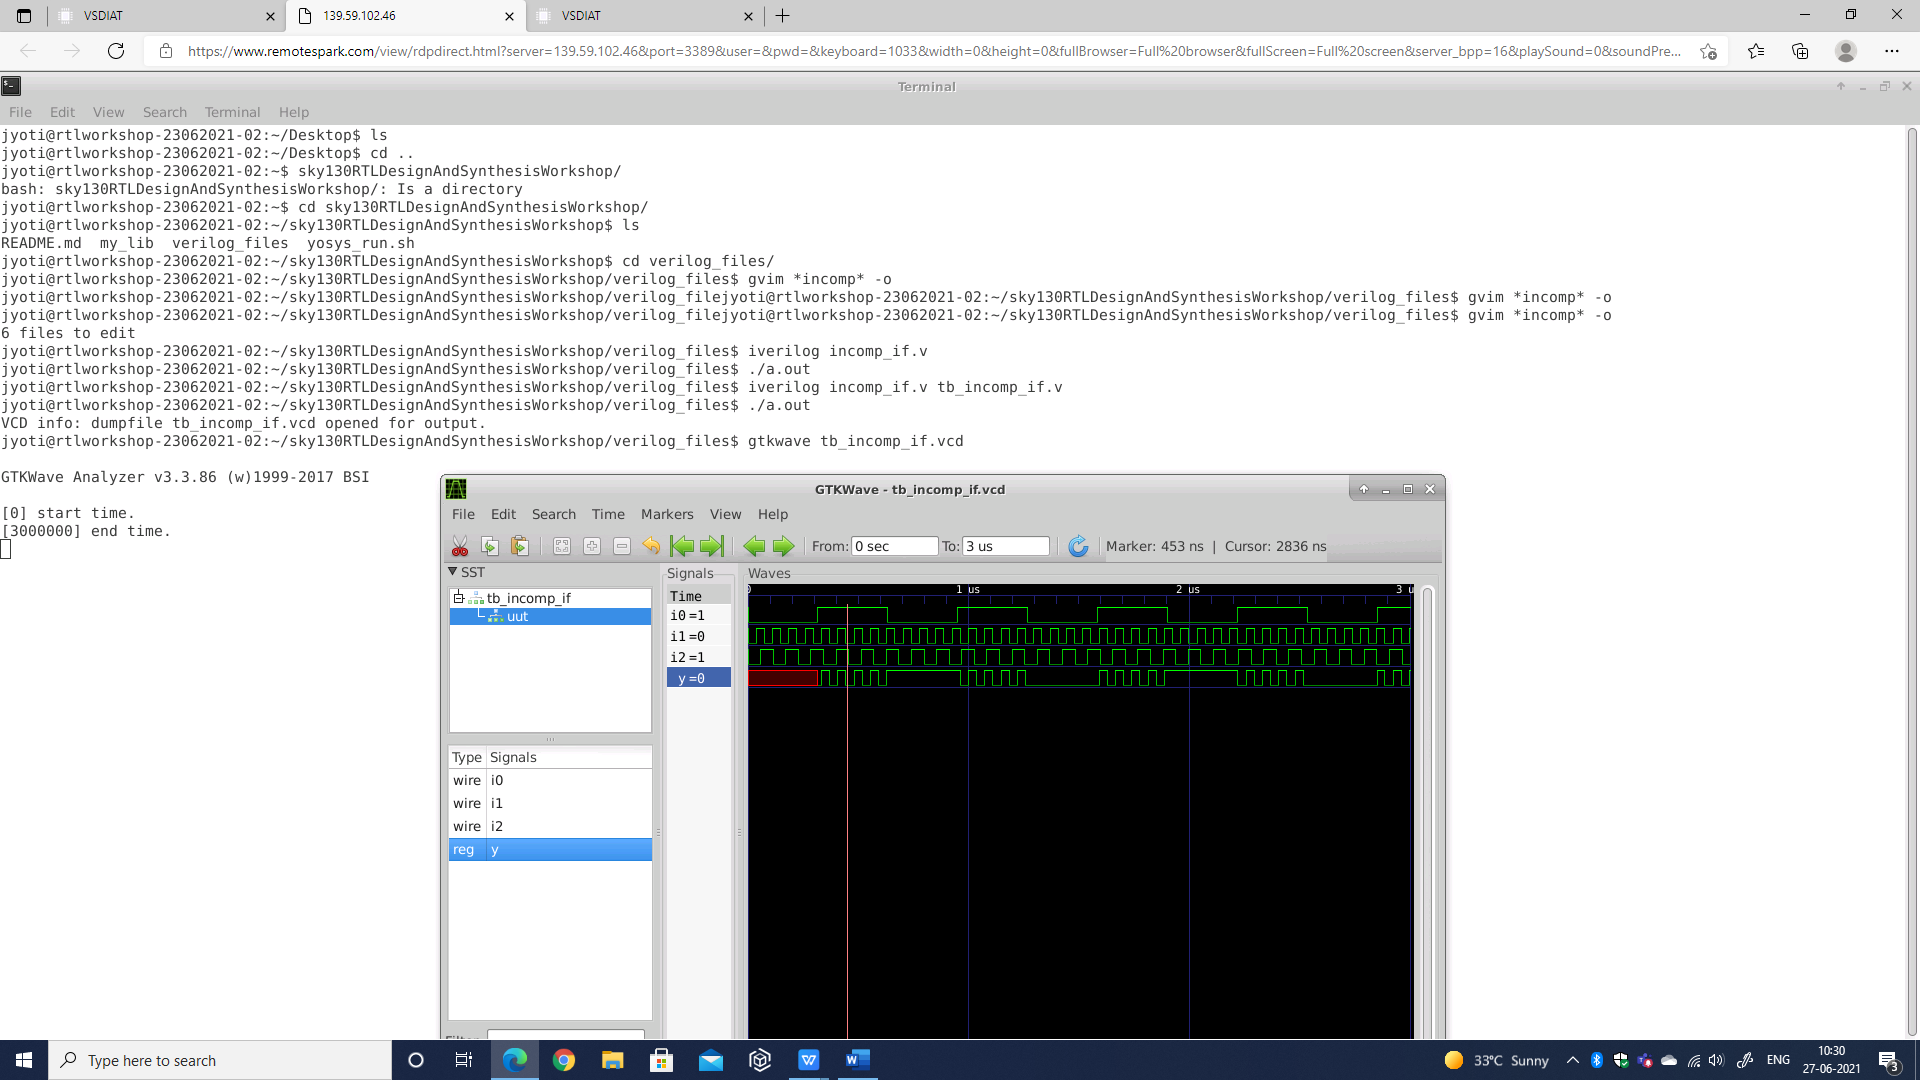 VSDIAT
139.59.102.46
VSDIAT
https://www.remotespark.com/view/rdpdirect.html?server=139.59.102.46&port=3389&user=&pwd=&keyboard=1033&width=0&height=0&fullBrowser=Full%20browser&fullScreen=Full%20screen&server_bpp=16&playSound=0&soundPre...
Terminal
File Edit View Search Terminal Help
jyoti@rtlworkshop-23062021-02:~/Desktop$ ls
jyoti@rtlworkshop-23062021-02:~/Desktop$ cd ..
jyoti@rtlworkshop-23062021-02:~$ sky130RTLDesignAndSynthesisWorkshop/
bash: sky130RTLDesignAndSynthesisWorkshop/: Is a directory
jyoti@rtlworkshop-23062021-02:~$ cd sky130RTLDesignAndSynthesisWorkshop/
jyoti@rtlworkshop-23062021-02:~/sky130RTLDesignAndSynthesisWorkshop$ ls
README.md  my_lib  verilog_files  yosys_run.sh
jyoti@rtlworkshop-23062021-02:~/sky130RTLDesignAndSynthesisWorkshop$ cd verilog_files/
jyoti@rtlworkshop-23062021-02:~/sky130RTLDesignAndSynthesisWorkshop/verilog_files$ gvim *incomp* -o
jyoti@rtlworkshop-23062021-02:~/sky130RTLDesignAndSynthesisWorkshop/verilog_filejyoti@rtlworkshop-23062021-02:~/sky130RTLDesignAndSynthesisWorkshop/verilog_files$ gvim *incomp* -o
jyoti@rtlworkshop-23062021-02:~/sky130RTLDesignAndSynthesisWorkshop/verilog_filejyoti@rtlworkshop-23062021-02:~/sky130RTLDesignAndSynthesisWorkshop/verilog_files$ gvim *incomp* -o
6 files to edit
jyoti@rtlworkshop-23062021-02:~/sky130RTLDesignAndSynthesisWorkshop/verilog_files$ iverilog incomp_if.v
jyoti@rtlworkshop-23062021-02:~/sky130RTLDesignAndSynthesisWorkshop/verilog_files$ ./a.out
jyoti@rtlworkshop-23062021-02:~/sky130RTLDesignAndSynthesisWorkshop/verilog_files$ iverilog incomp_if.v tb_incomp_if.v
jyoti@rtlworkshop-23062021-02:~/sky130RTLDesignAndSynthesisWorkshop/verilog_files$ ./a.out
VCD info: dumpfile tb_incomp_if.vcd opened for output.
jyoti@rtlworkshop-23062021-02:~/sky130RTLDesignAndSynthesisWorkshop/verilog_files$ gtkwave tb_incomp_if.vcd
GTKWave Analyzer v3.3.86 (w)1999-2017 BSI
[0] start time.
[3000000] end time.
GTKWave - tb_incomp_if.vcd
File Edit Search Time Markers View Help
From: 0 sec To: 3 us Marker: 453 ns | Cursor: 2836 ns
SST
tb_incomp_if
uut
Type Signals
wire i0
wire i1
wire i2
reg y
Signals
Time
i0=1
i1=0
i2=1
y=0
Waves
0 1 us 2 us 3 u
Type here to search
33°C Sunny
ENG
10:30
27-06-2021
3